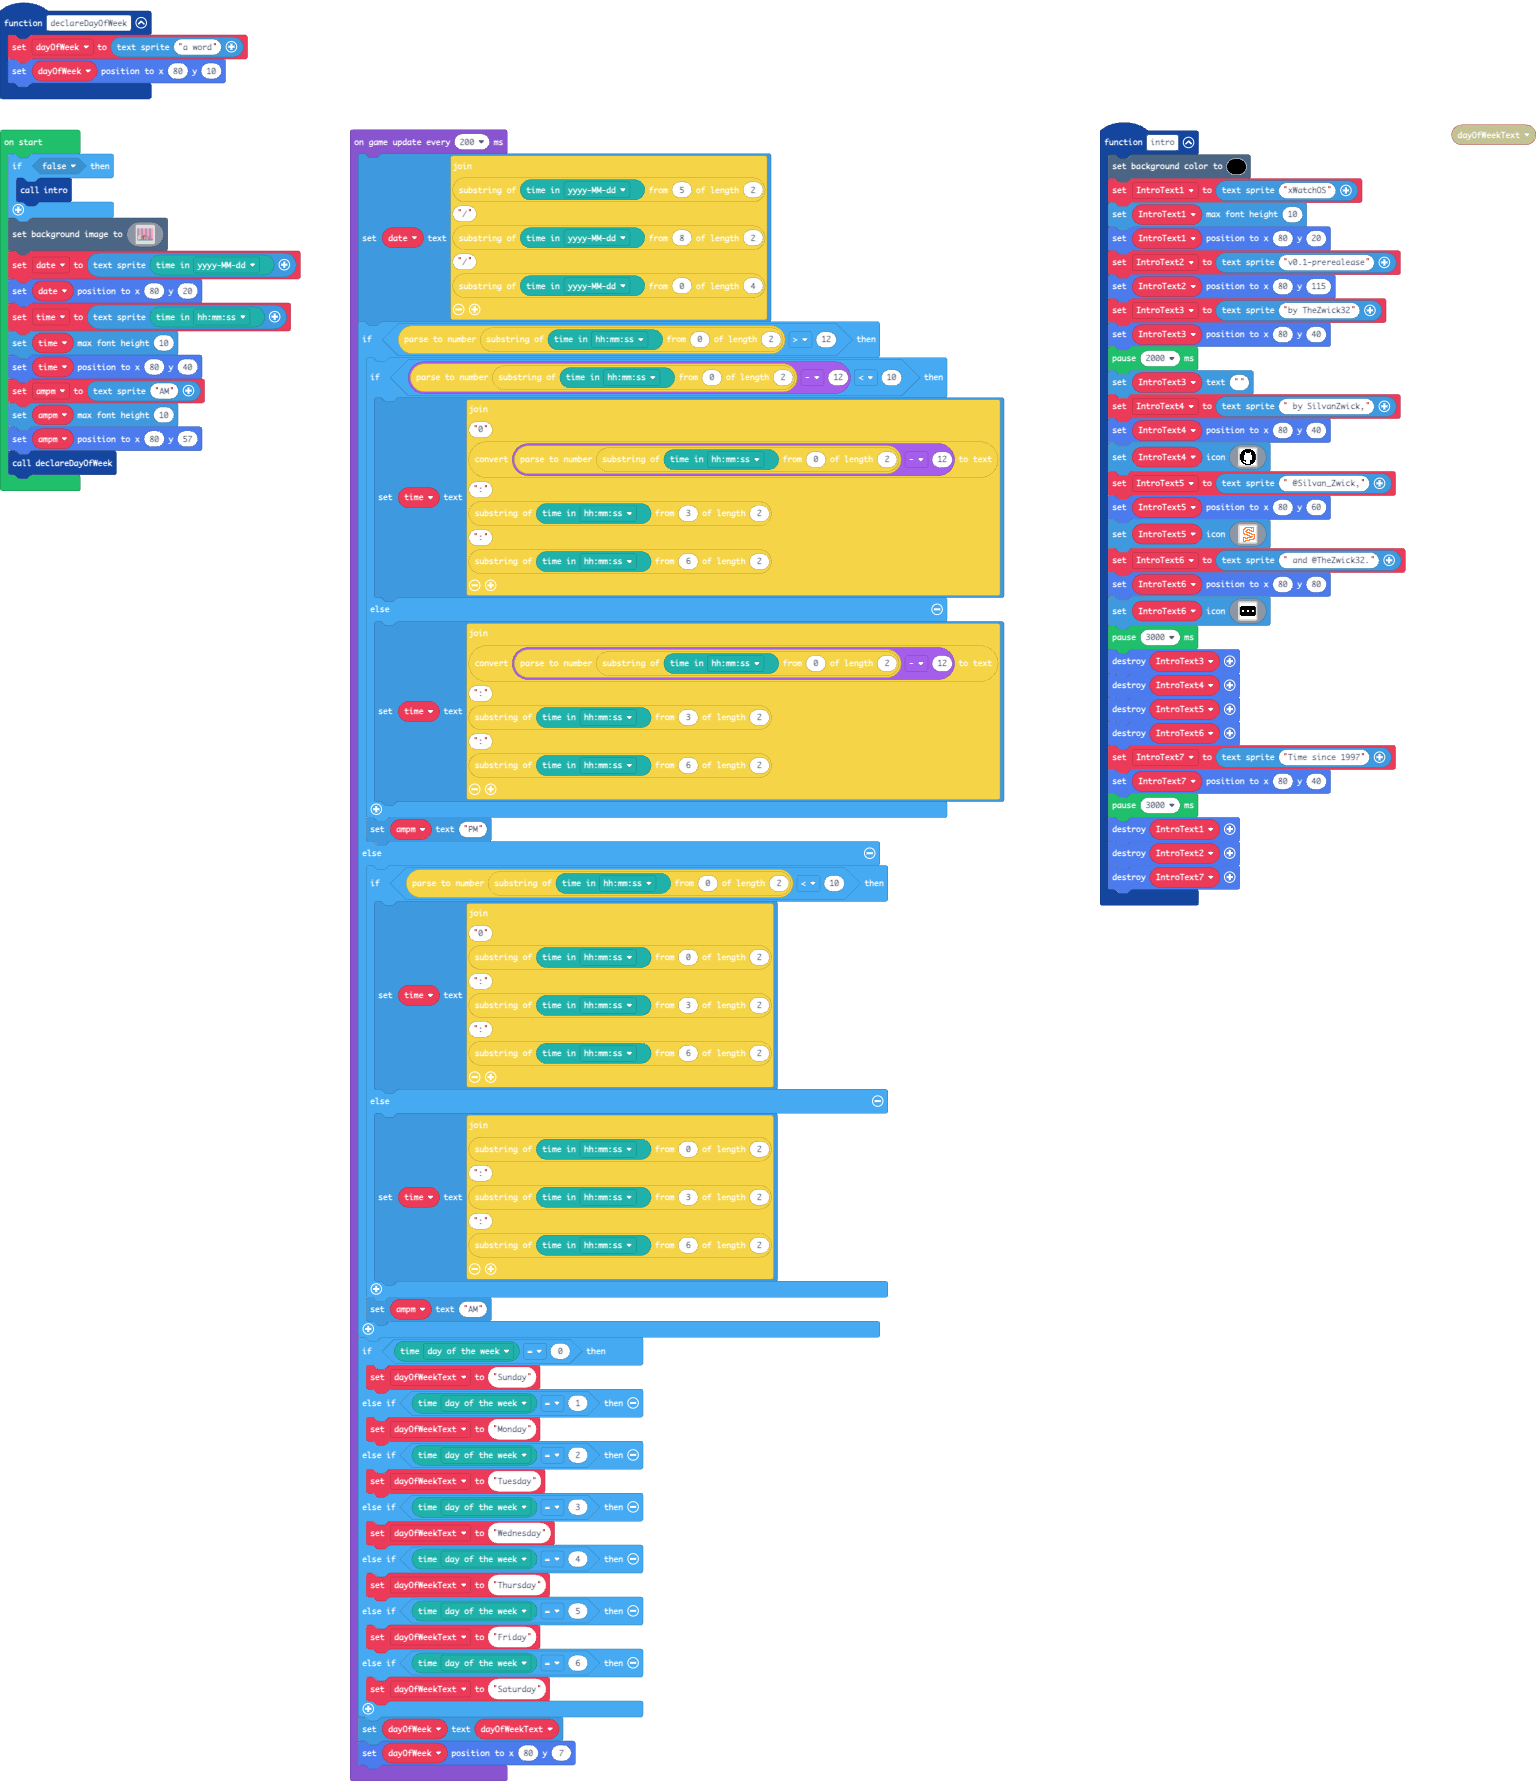 function declareDayOfWeek
set dayOfWeek to text sprite "a word"
set dayOfWeek position to x 80 y 10
on start
if false then
call intro
set background image to
set date to text sprite time in yyyy-MM-dd
set date position to x 80 y 20
set time to text sprite time in hh:mm:ss
set time max font height 10
set time position to x 80 y 40
set ampm to text sprite "AM"
set ampm max font height 10
set ampm position to x 80 y 57
call declareDayOfWeek
on game update every 200 ms
join
substring of time in yyyy-MM-dd from 5 of length 2
"/"
set date text substring of time in yyyy-MM-dd from 8 of length 2
"/"
substring of time in yyyy-MM-dd from 0 of length 4
if parse to number substring of time in hh:mm:ss from 0 of length 2 > 12 then
if parse to number substring of time in hh:mm:ss from 0 of length 2 - 12 < 10 then
join
"0"
convert parse to number substring of time in hh:mm:ss from 0 of length 2 - 12 to text
":"
set time text
substring of time in hh:mm:ss from 3 of length 2
":"
substring of time in hh:mm:ss from 6 of length 2
else
join
convert parse to number substring of time in hh:mm:ss from 0 of length 2 - 12 to text
":"
set time text
substring of time in hh:mm:ss from 3 of length 2
":"
substring of time in hh:mm:ss from 6 of length 2
set ampm text "PM"
else
if parse to number substring of time in hh:mm:ss from 0 of length 2 < 10 then
join
"0"
substring of time in hh:mm:ss from 0 of length 2
":"
set time text
substring of time in hh:mm:ss from 3 of length 2
":"
substring of time in hh:mm:ss from 6 of length 2
else
join
substring of time in hh:mm:ss from 0 of length 2
":"
set time text substring of time in hh:mm:ss from 3 of length 2
":"
substring of time in hh:mm:ss from 6 of length 2
set ampm text "AM"
if time day of the week = 0 then
set dayOfWeekText to "Sunday"
else if time day of the week = 1 then
set dayOfWeekText to "Monday"
else if time day of the week = 2 then
set dayOfWeekText to "Tuesday"
else if time day of the week = 3 then
set dayOfWeekText to "Wednesday"
else if time day of the week = 4 then
set dayOfWeekText to "Thursday"
else if time day of the week = 5 then
set dayOfWeekText to "Friday"
else if time day of the week = 6 then
set dayOfWeekText to "Saturday"
set dayOfWeek text dayOfWeekText
set dayOfWeek position to x 80 y 7
function intro
set background color to
set IntroText1 to text sprite "xWatchOS"
set IntroText1 max font height 10
set IntroText1 position to x 80 y 20
set IntroText2 to text sprite "v0.1-prerealease"
set IntroText2 position to x 80 y 115
set IntroText3 to text sprite "by TheZwick32"
set IntroText3 position to x 80 y 40
pause 2000 ms
set IntroText3 text ""
set IntroText4 to text sprite " by SilvanZwick,"
set IntroText4 position to x 80 y 40
set IntroText4 icon
set IntroText5 to text sprite " @Silvan_Zwick,"
set IntroText5 position to x 80 y 60
set IntroText5 icon
set IntroText6 to text sprite " and @TheZwick32."
set IntroText6 position to x 80 y 80
set IntroText6 icon
pause 3000 ms
destroy IntroText3
destroy IntroText4
destroy IntroText5
destroy IntroText6
set IntroText7 to text sprite "Time since 1997"
set IntroText7 position to x 80 y 40
pause 3000 ms
destroy IntroText1
destroy IntroText2
destroy IntroText7
dayOfWeekText